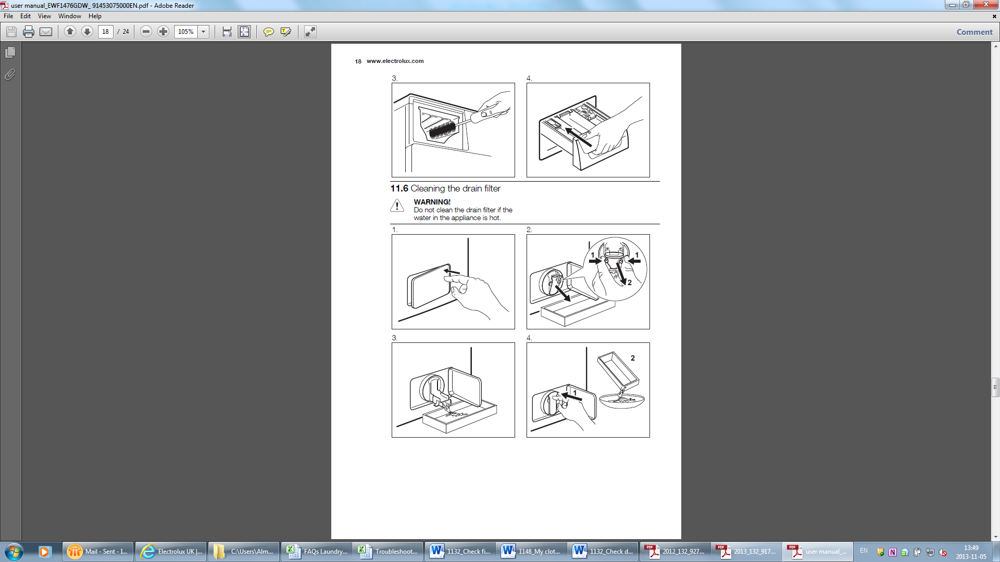 user manual_EWF1476GDW_ 91453075000EN.pdf - Adobe Reader
File Edit View Window Help
18 / 24 105% Comment
18 www.electrolux.com
3. 4.
11.6 Cleaning the drain filter
WARNING!
Do not clean the drain filter if the
water in the appliance is hot.
1. 2.
1 1
2
3. 4.
2
1
Mail - Sent - I... Electrolux UK |... C:\Users\Alm... FAQs Laundry... Troubleshoot... 1132_Check fi... 1148_My clot... 1132_Check d... 2012_132_927... 2013_132_917... user manual_... EN 13:49
2013-11-05